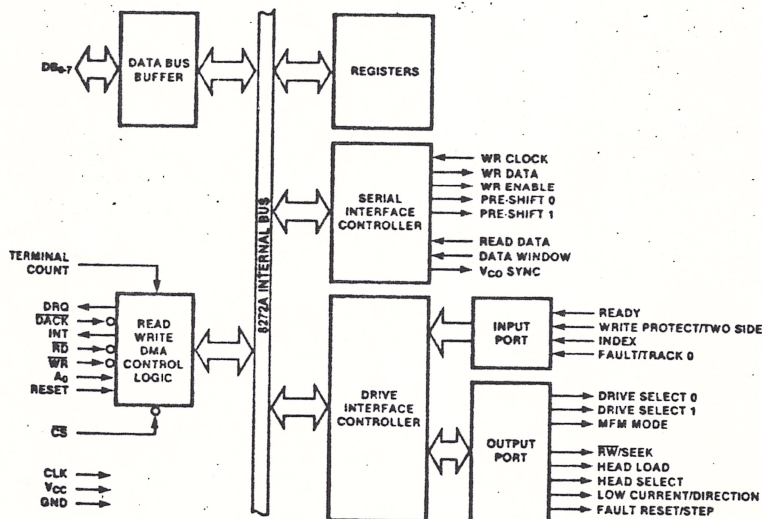 DB0-7
DATA BUS
BUFFER
REGISTERS
8272A INTERNAL BUS
SERIAL
INTERFACE
CONTROLLER
WR CLOCK
WR DATA
WR ENABLE
PRE-SHIFT 0
PRE-SHIFT 1
READ DATA
DATA WINDOW
VCO SYNC
TERMINAL
COUNT
DRQ
DACK
INT
RD
WR
A0
RESET
CS
READ
WRITE
DMA
CONTROL
LOGIC
CLK
VCC
GND
DRIVE
INTERFACE
CONTROLLER
INPUT
PORT
READY
WRITE PROTECT/TWO SIDE
INDEX
FAULT/TRACK 0
OUTPUT
PORT
DRIVE SELECT 0
DRIVE SELECT 1
MFM MODE
RW/SEEK
HEAD LOAD
HEAD SELECT
LOW CURRENT/DIRECTION
FAULT RESET/STEP